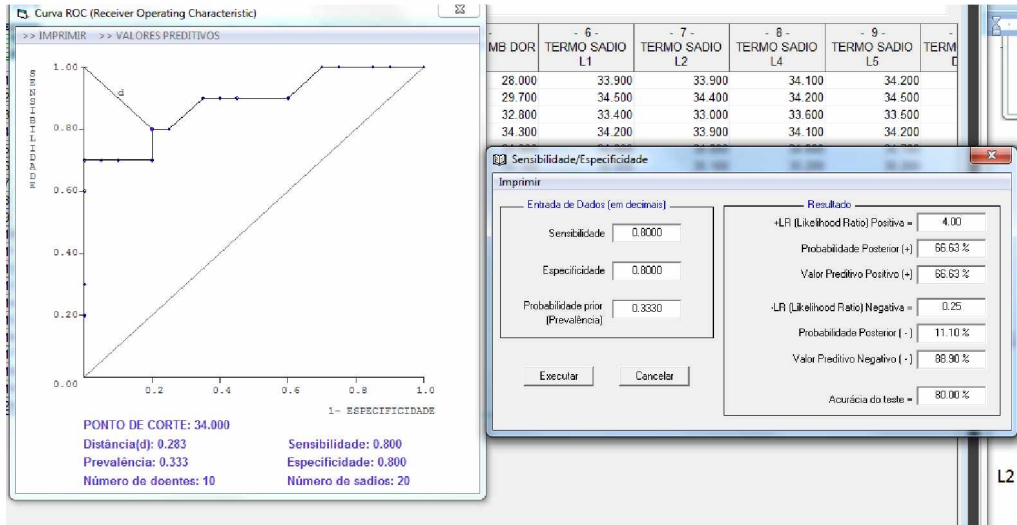 Curva ROC (Receiver Operating Characteristic)
>> IMPRIMIR >> VALORES PREDITIVOS
SENSIBILIDADE
1.00
0.80
0.60
0.40
0.20
0.00
d
0.2 0.4 0.6 0.8 1.0
1- ESPECIFICIDADE
PONTO DE CORTE: 34.000
Distância(d): 0.283 Sensibilidade: 0.800
Prevalência: 0.333 Especificidade: 0.800
Número de doentes: 10 Número de sadios: 20
- 6 - - 7 - - 8 - - 9 -
MB DOR TERMO SADIO TERMO SADIO TERMO SADIO TERMO SADIO TERM
L1 L2 L4 L5
28.000 33.900 33.900 34.100 34.200
29.700 34.500 34.400 34.200 34.500
32.800 33.400 33.000 33.600 33.500
34.300 34.200 33.900 34.100 34.200
Sensibilidade/Especificidade
Imprimir
Entrada de Dados (em decimais)
Sensibilidade 0.8000
Especificidade 0.8000
Probabilidade prior 0.3330
(Prevalência)
Executar Cancelar
Resultado
+LR (Likelihood Ratio) Positiva = 4.00
Probabilidade Posterior (+) 66.63 %
Valor Preditivo Positivo (+) 66.63 %
-LR (Likelihood Ratio) Negativa = 0.25
Probabilidade Posterior ( - ) 11.10 %
Valor Preditivo Negativo ( - ) 88.90 %
Acurácia do teste = 80.00 %
L2